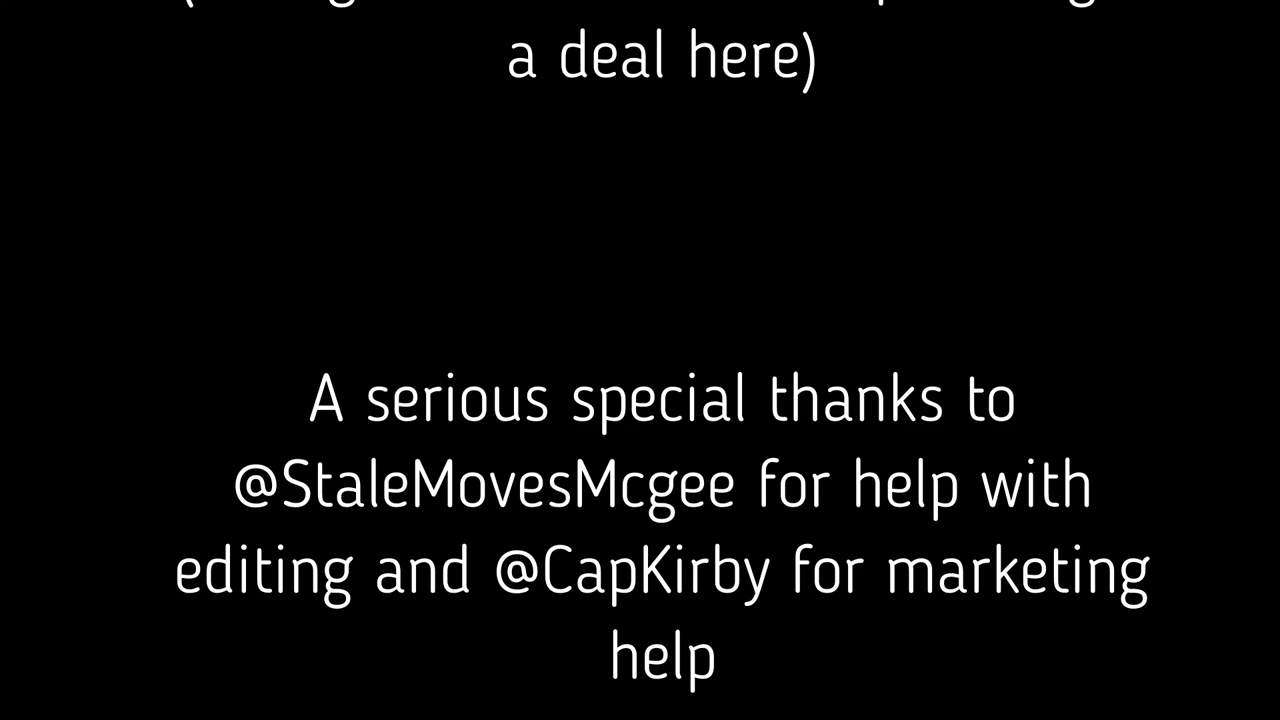 a deal here)
A serious special thanks to
@StaleMovesMcgee for help with
editing and @CapKirby for marketing
help